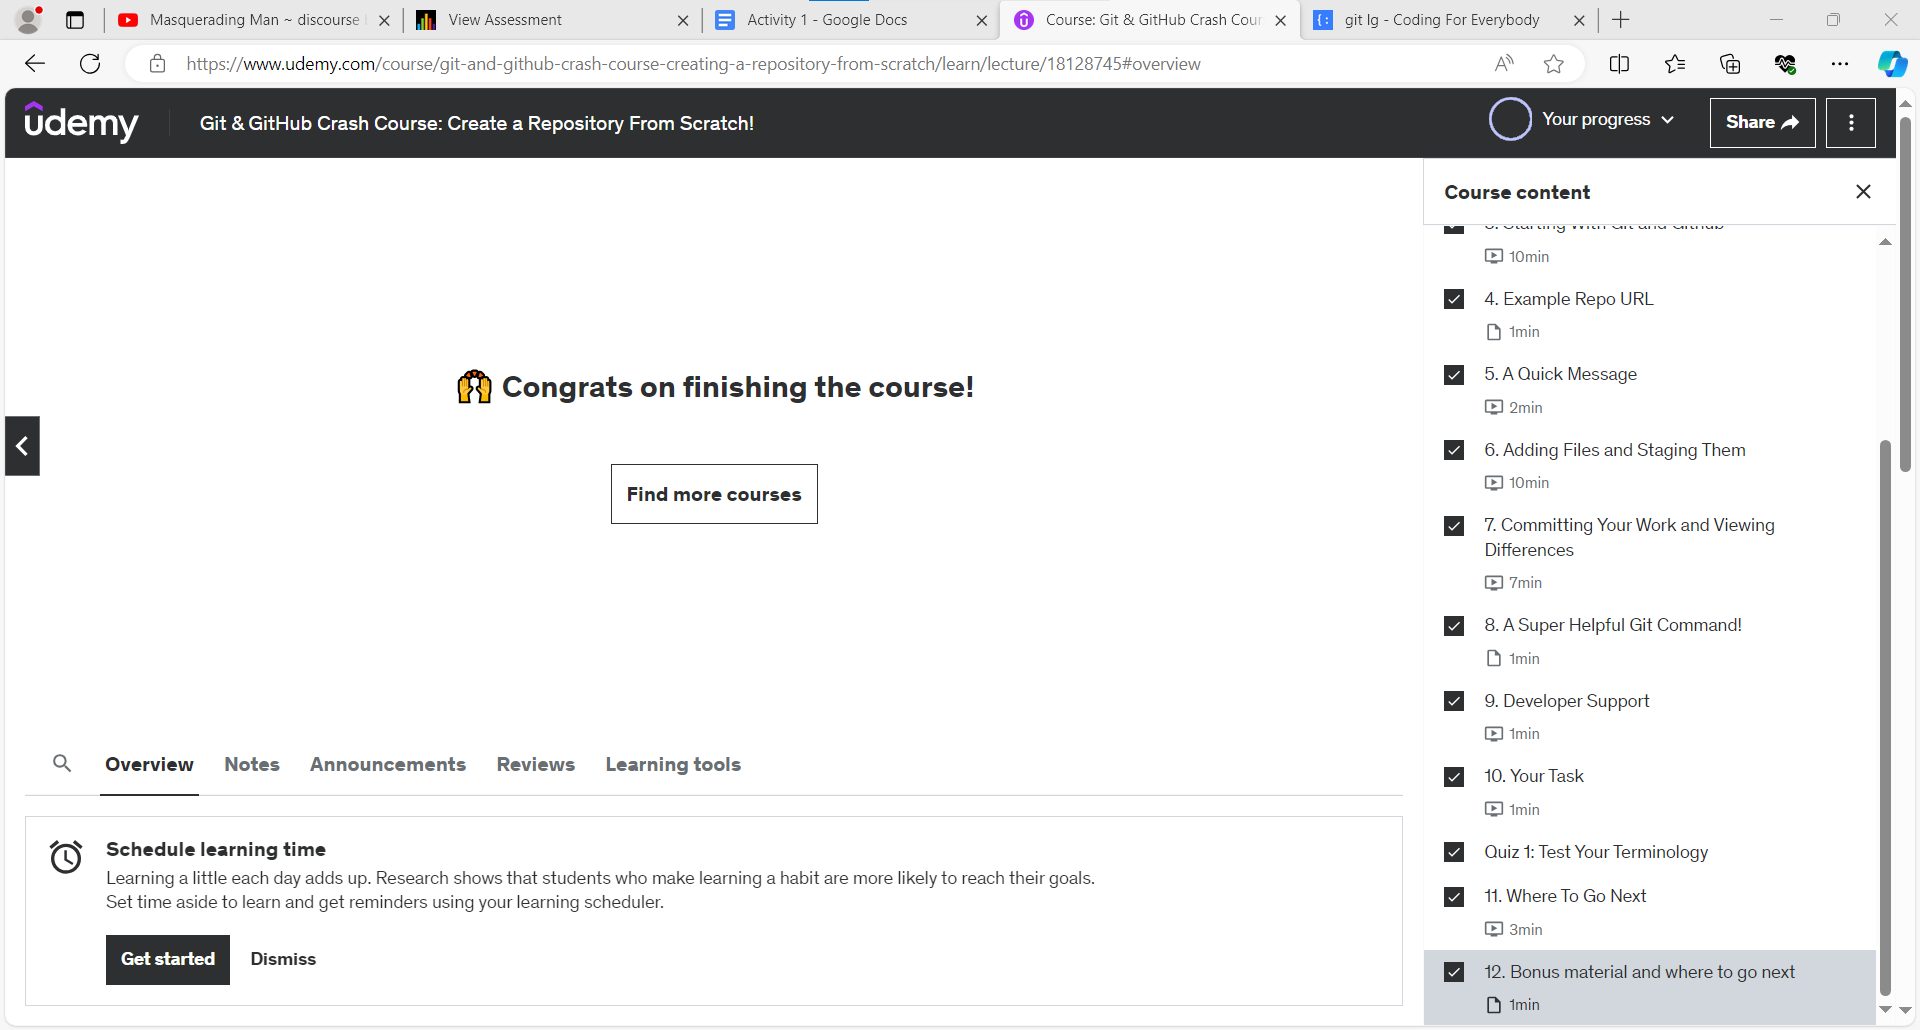 Masquerading Man ~ discourse
View Assessment
Activity 1 - Google Docs
Course: Git & GitHub Crash Cour
git lg - Coding For Everybody
https://www.udemy.com/course/git-and-github-crash-course-creating-a-repository-from-scratch/learn/lecture/18128745#overview
udemy
Git & GitHub Crash Course: Create a Repository From Scratch!
Your progress
Share
Course content
3. Starting With Git and Github
10min
4. Example Repo URL
1min
5. A Quick Message
2min
6. Adding Files and Staging Them
10min
7. Committing Your Work and Viewing
Differences
7min
8. A Super Helpful Git Command!
1min
9. Developer Support
1min
10. Your Task
1min
Quiz 1: Test Your Terminology
11. Where To Go Next
3min
12. Bonus material and where to go next
1min
Congrats on finishing the course!
Find more courses
Overview
Notes
Announcements
Reviews
Learning tools
Schedule learning time
Learning a little each day adds up. Research shows that students who make learning a habit are more likely to reach their goals.
Set time aside to learn and get reminders using your learning scheduler.
Get started
Dismiss